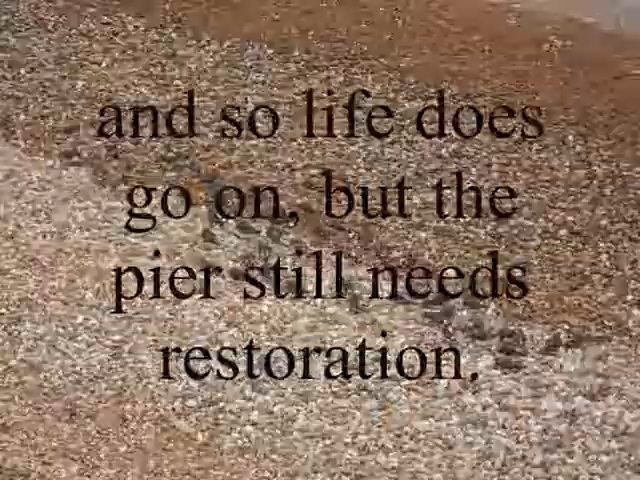 and so life does
go on, but the
pier still needs
restoration.